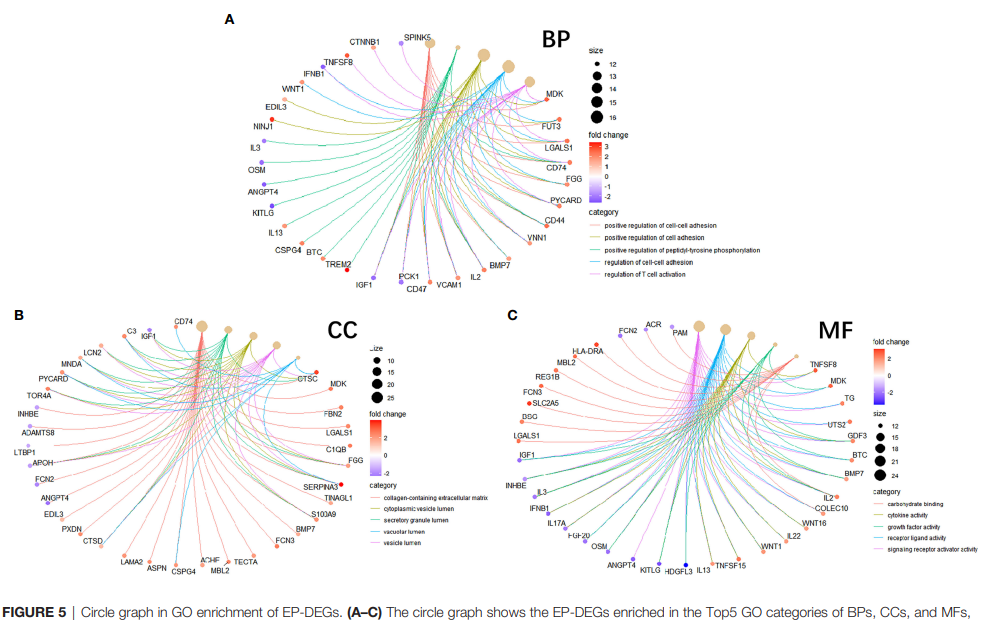 A
BP
SPINK5
CTNNB1
TNFSF8
IFNB1
WNT1
EDIL3
NINJ1
IL3
OSM
ANGPT4
KITLG
IL13
CSPG4
BTC
TREM2
IGF1
PCK1
CD47
VCAM1
IL2
BMP7
VNN1
CD44
PYCARD
FGG
CD74
LGALS1
FUT3
MDK
size
12
13
14
15
16
fold change
3
2
1
0
-1
-2
category
positive regulation of cell-cell adhesion
positive regulation of cell adhesion
positive regulation of peptidyl-tyrosine phosphorylation
regulation of cell-cell adhesion
regulation of T cell activation
B
CC
CD74
IGF1
C3
LCN2
MNDA
PYCARD
TOR4A
INHBE
ADAMTS8
LTBP1
APOH
FCN2
ANGPT4
EDIL3
PXDN
CTSD
LAMA2
ASPN
CSPG4
ACHE
MBL2
TECTA
FCN3
BMP7
S100A9
TINAGL1
SERPINA3
FGG
C1QB
LGALS1
FBN2
MDK
CTSC
size
10
15
20
25
fold change
2
0
-2
category
collagen-containing extracellular matrix
cytoplasmic vesicle lumen
secretory granule lumen
vacuolar lumen
vesicle lumen
C
MF
PAM
ACR
FCN2
HLA-DRA
MBL2
REG1B
FCN3
SLC2A5
BSG
LGALS1
IGF1
INHBE
IL3
IFNB1
IL17A
FGF20
OSM
ANGPT4
KITLG
HDGFL3
IL13
TNFSF15
WNT1
IL22
WNT16
COLEC10
IL2
BMP7
BTC
GDF3
UTS2
TG
MDK
TNFSF8
fold change
2
0
-2
size
12
15
18
21
24
category
carbohydrate binding
cytokine activity
growth factor activity
receptor ligand activity
signaling receptor activator activity
FIGURE 5 | Circle graph in GO enrichment of EP-DEGs. (A–C) The circle graph shows the EP-DEGs enriched in the Top5 GO categories of BPs, CCs, and MFs,